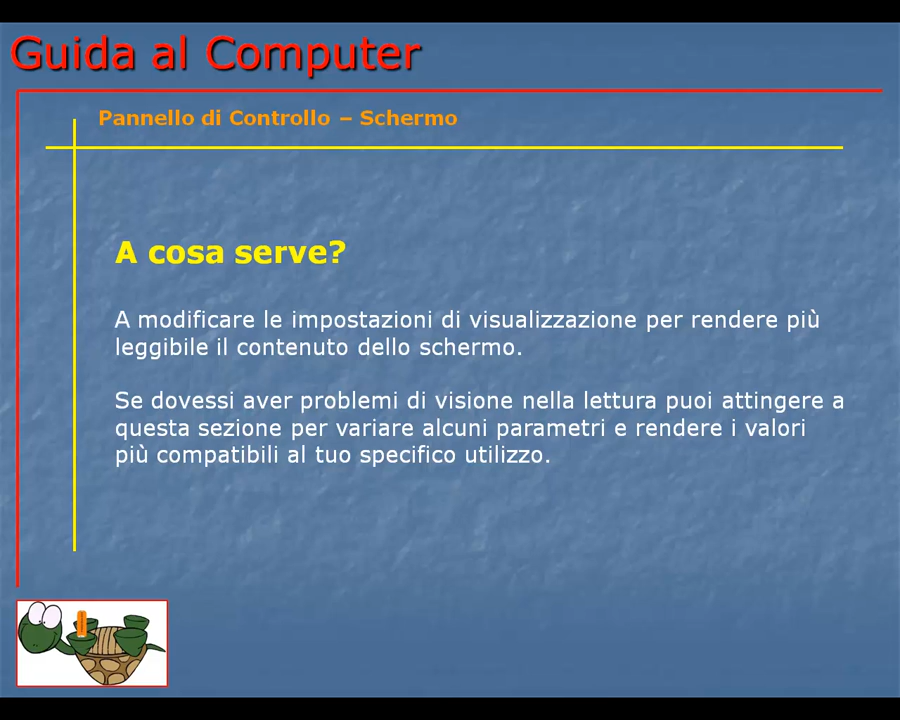 Guida al Computer
Pannello di Controllo – Schermo
A cosa serve?
A modificare le impostazioni di visualizzazione per rendere più
leggibile il contenuto dello schermo.
Se dovessi aver problemi di visione nella lettura puoi attingere a
questa sezione per variare alcuni parametri e rendere i valori
più compatibili al tuo specifico utilizzo.